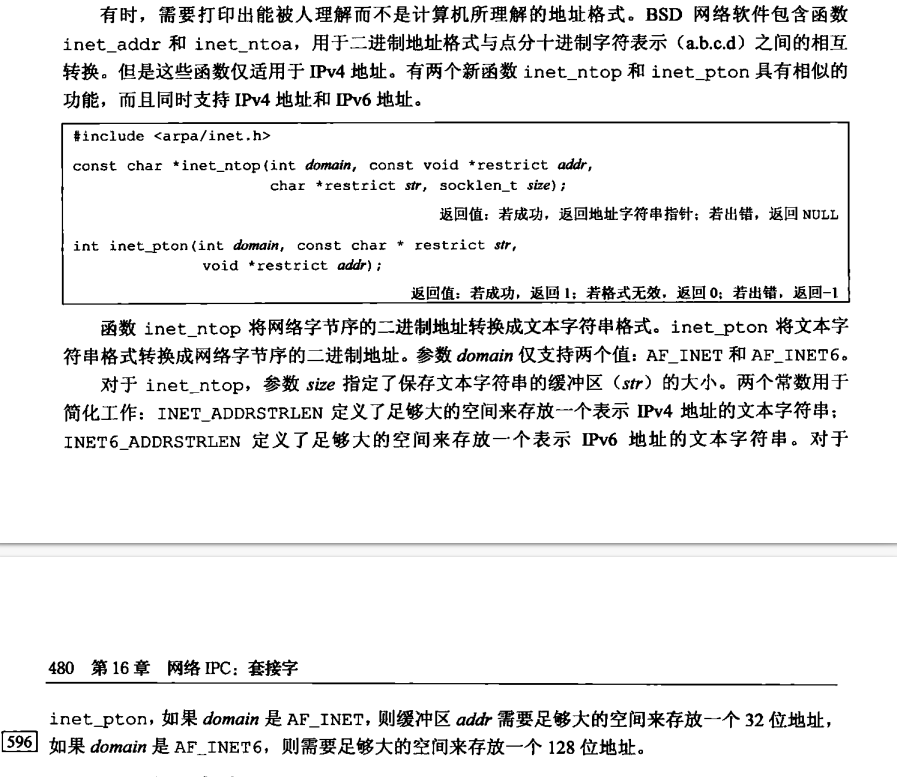 有时，需要打印出能被人理解而不是计算机所理解的地址格式。BSD 网络软件包含函数
inet_addr 和 inet_ntoa，用于二进制地址格式与点分十进制字符表示（a.b.c.d）之间的相互
转换。但是这些函数仅适用于 IPv4 地址。有两个新函数 inet_ntop 和 inet_pton 具有相似的
功能，而且同时支持 IPv4 地址和 IPv6 地址。
#include <arpa/inet.h>
const char *inet_ntop(int domain, const void *restrict addr,
char *restrict str, socklen_t size);
返回值：若成功，返回地址字符串指针；若出错，返回 NULL
int inet_pton(int domain, const char * restrict str,
void *restrict addr);
返回值：若成功，返回 1；若格式无效，返回 0；若出错，返回-1
函数 inet_ntop 将网络字节序的二进制地址转换成文本字符串格式。inet_pton 将文本字
符串格式转换成网络字节序的二进制地址。参数 domain 仅支持两个值：AF_INET 和 AF_INET6。
对于 inet_ntop，参数 size 指定了保存文本字符串的缓冲区（str）的大小。两个常数用于
简化工作：INET_ADDRSTRLEN 定义了足够大的空间来存放一个表示 IPv4 地址的文本字符串；
INET6_ADDRSTRLEN 定义了足够大的空间来存放一个表示 IPv6 地址的文本字符串。对于
480 第 16 章 网络 IPC：套接字
inet_pton，如果 domain 是 AF_INET，则缓冲区 addr 需要足够大的空间来存放一个 32 位地址，
596 如果 domain 是 AF_INET6，则需要足够大的空间来存放一个 128 位地址。